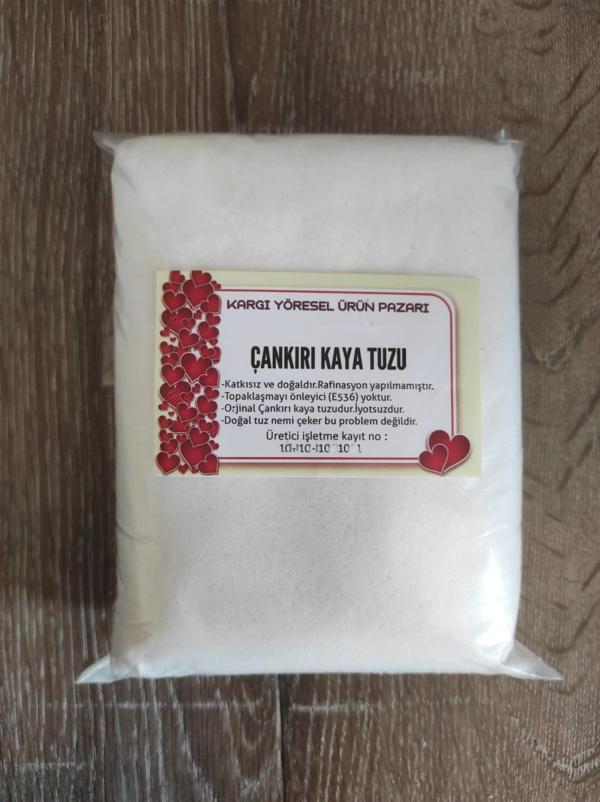 KARGI YÖRESEL ÜRÜN PAZARI
ÇANKIRI KAYA TUZU
-Katkısız ve doğaldır.Rafinasyon yapılmamıştır.
-Topaklaşmayı önleyici (E536) yoktur.
-Orjinal Çankırı kaya tuzudur.İyotsuzdur.
-Doğal tuz nemi çeker bu problem değildir.
Üretici işletme kayıt no :